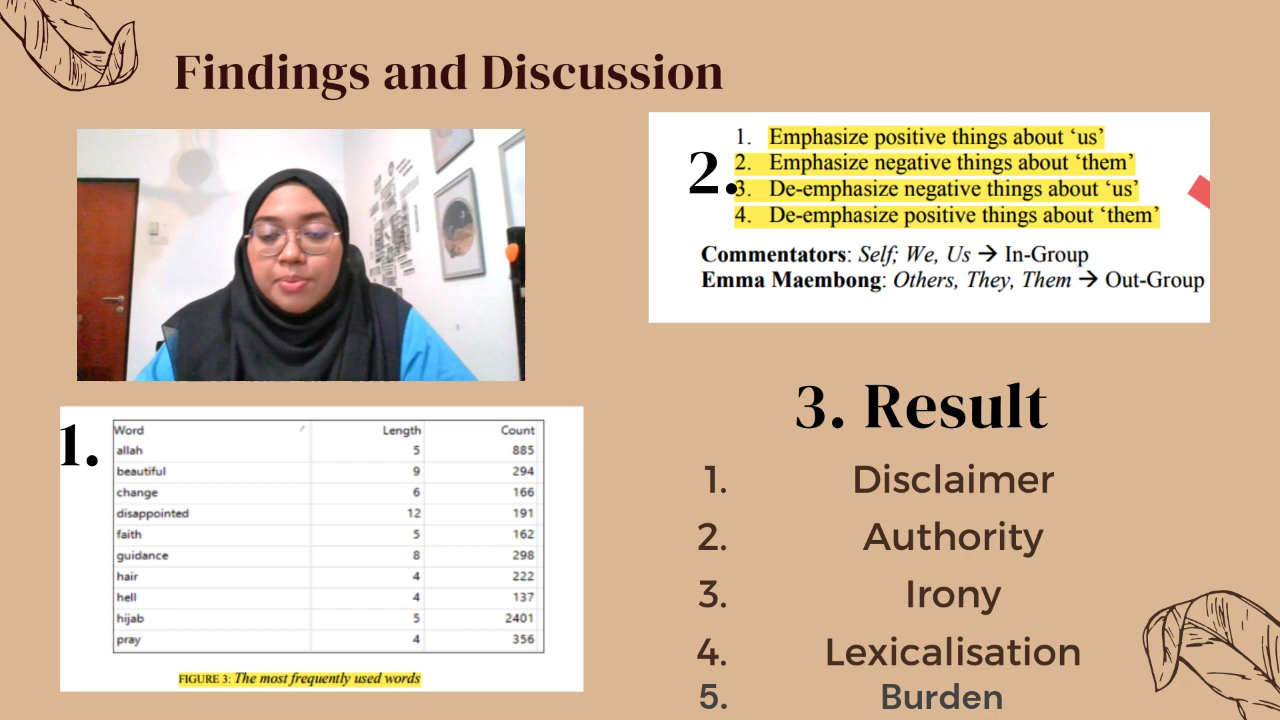 Findings and Discussion
2.
1. Emphasize positive things about ‘us’
2. Emphasize negative things about ‘them’
3. De-emphasize negative things about ‘us’
4. De-emphasize positive things about ‘them’
Commentators: Self; We, Us → In-Group
Emma Maembong: Others, They, Them → Out-Group
1.
Word Length Count
allah 5 885
beautiful 9 294
change 6 166
disappointed 12 191
faith 5 162
guidance 8 298
hair 4 222
hell 4 137
hijab 5 2401
pray 4 356
FIGURE 3: The most frequently used words
3. Result
1. Disclaimer
2. Authority
3. Irony
4. Lexicalisation
5. Burden